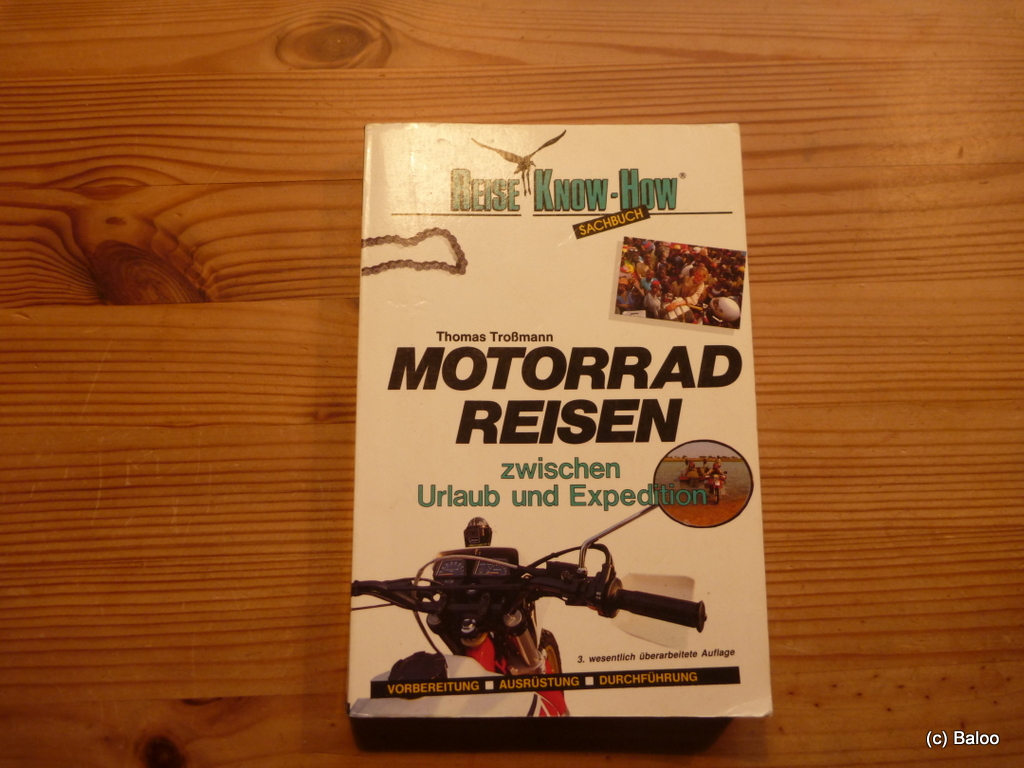 REISE KNOW-HOW®
SACHBUCH
Thomas Troßmann
MOTORRAD
REISEN
zwischen
Urlaub und Expedition
3. wesentlich überarbeitete Auflage
VORBEREITUNG ■ AUSRÜSTUNG ■ DURCHFÜHRUNG
(c) Baloo